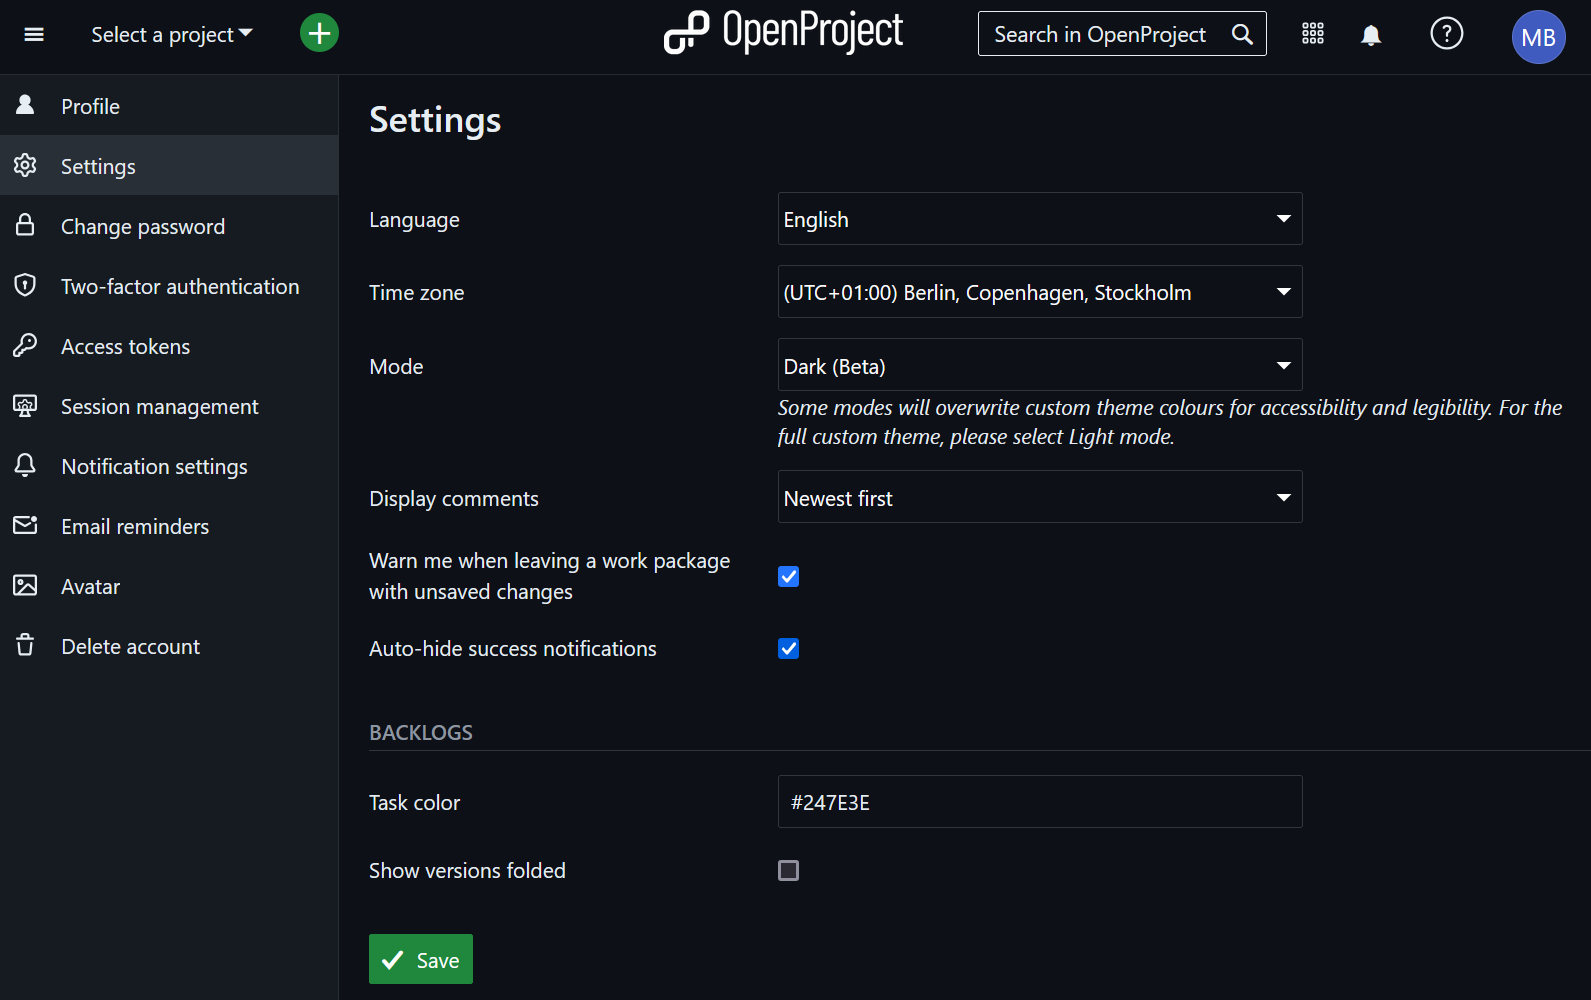 Select a project
OpenProject
Search in OpenProject
?
MB
Profile
Settings
Change password
Two-factor authentication
Access tokens
Session management
Notification settings
Email reminders
Avatar
Delete account
Settings
Language
English
Time zone
(UTC+01:00) Berlin, Copenhagen, Stockholm
Mode
Dark (Beta)
Some modes will overwrite custom theme colours for accessibility and legibility. For the
full custom theme, please select Light mode.
Display comments
Newest first
Warn me when leaving a work package
with unsaved changes
Auto-hide success notifications
BACKLOGS
Task color
#247E3E
Show versions folded
Save